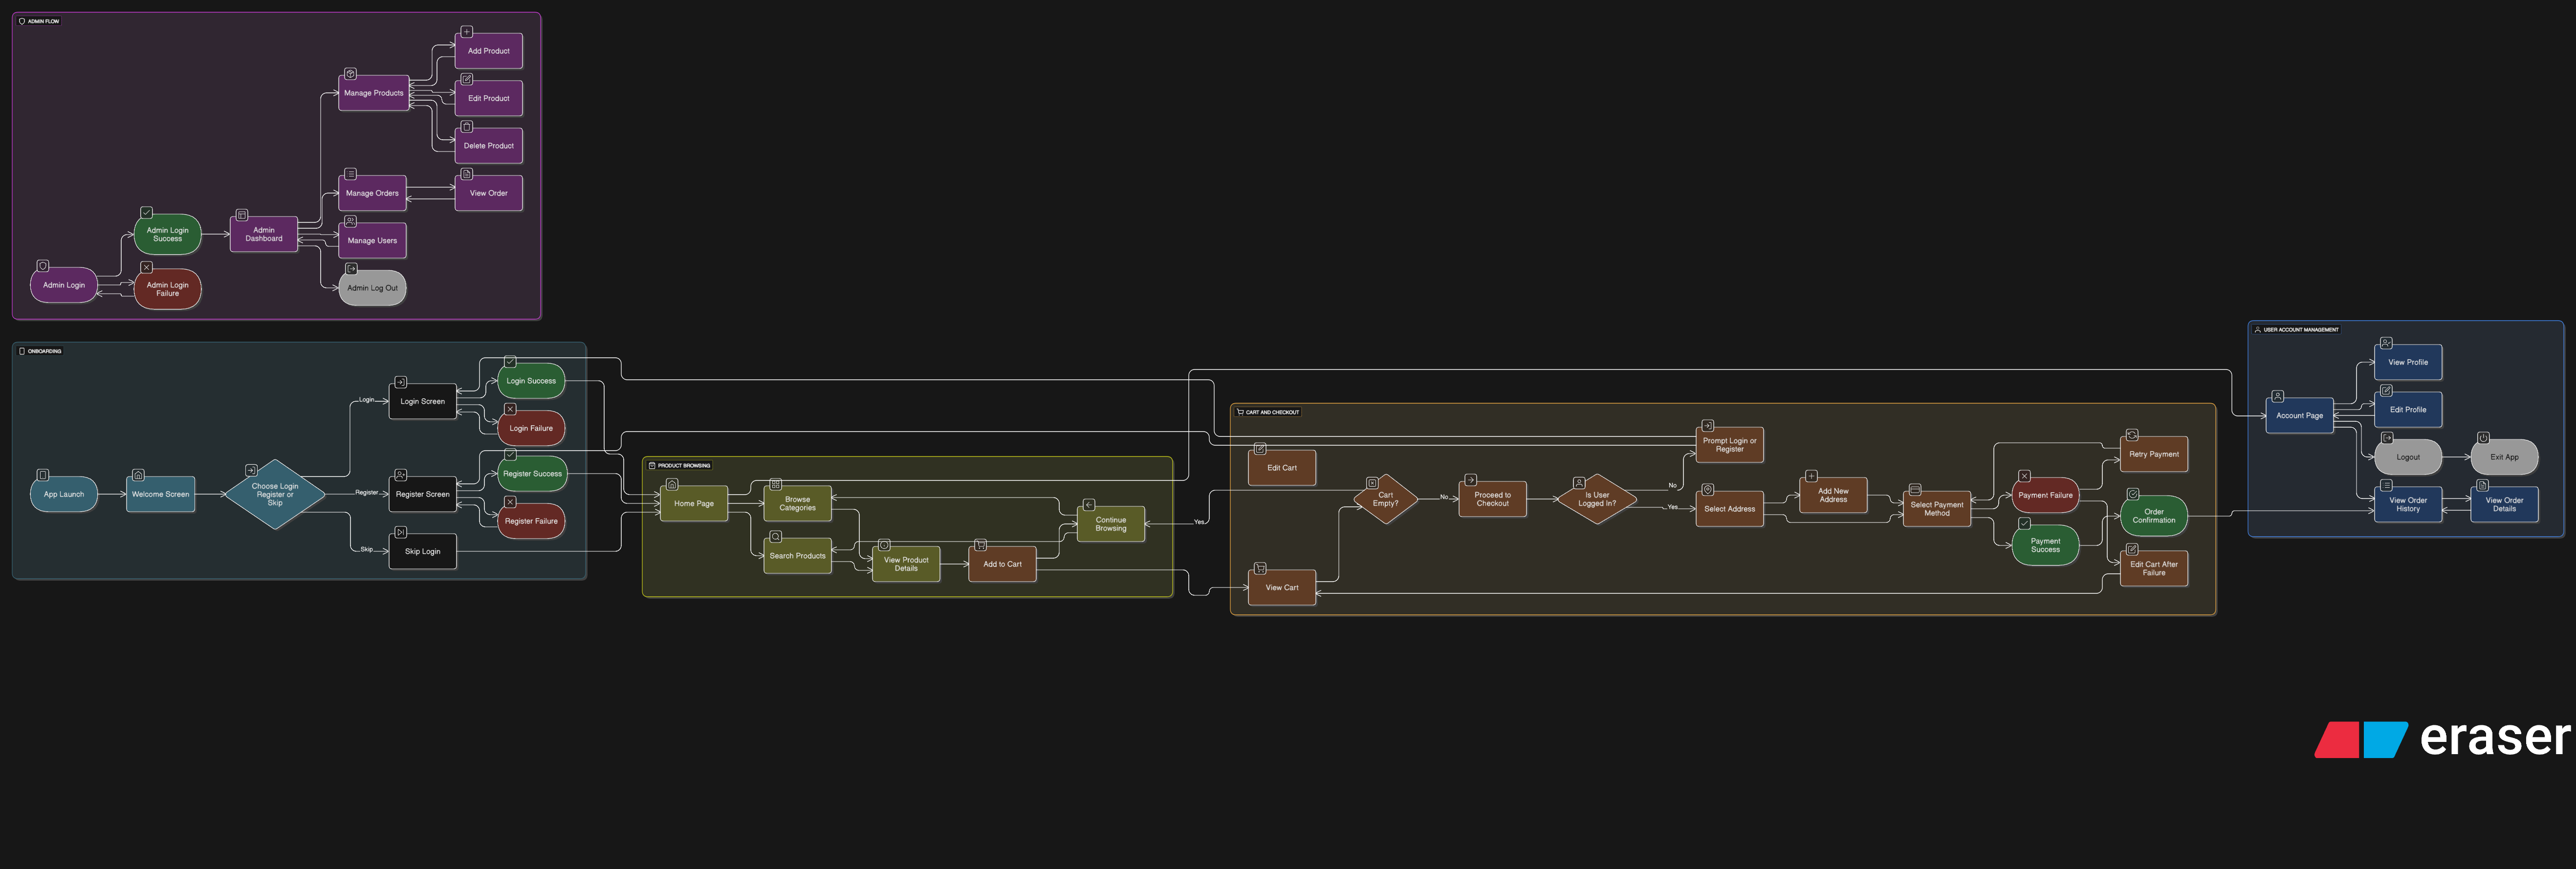 ADMIN FLOW
Add Product
Manage Products
Edit Product
Delete Product
Manage Orders
View Order
Admin Login
Success
Admin
Dashboard
Manage Users
Admin Login
Admin Login
Failure
Admin Log Out
ONBOARDING
App Launch
Welcome Screen
Choose Login
Register or
Skip
Login
Login Screen
Login Success
Login Failure
Register
Register Screen
Register Success
Register Failure
Skip
Skip Login
PRODUCT BROWSING
Home Page
Browse
Categories
Search Products
View Product
Details
Add to Cart
Continue
Browsing
Yes
CART AND CHECKOUT
Edit Cart
View Cart
Cart
Empty?
No
Proceed to
Checkout
Is User
Logged In?
No
Yes
Prompt Login or
Register
Select Address
Add New
Address
Select Payment
Method
Payment Failure
Payment
Success
Retry Payment
Order
Confirmation
Edit Cart After
Failure
USER ACCOUNT MANAGEMENT
Account Page
View Profile
Edit Profile
Logout
Exit App
View Order
History
View Order
Details
eraser